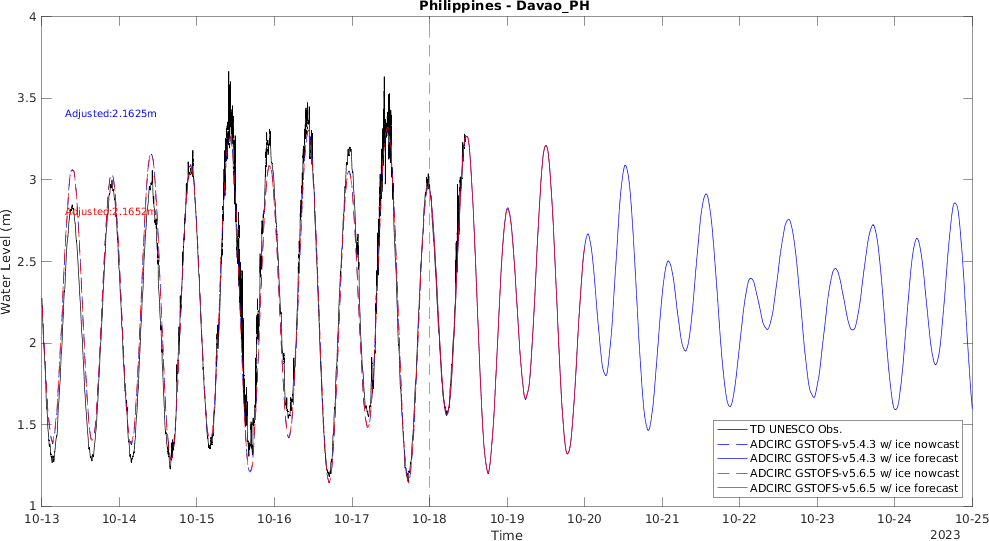 Philippines - Davao_PH
4
3.5
3
2.5
2
1.5
1
Water Level (m)
Adjusted:2.1625m
Adjusted:2.1652m
TD UNESCO Obs.
ADCIRC GSTOFS-v5.4.3 w/ ice nowcast
ADCIRC GSTOFS-v5.4.3 w/ ice forecast
ADCIRC GSTOFS-v5.6.5 w/ ice nowcast
ADCIRC GSTOFS-v5.6.5 w/ ice forecast
10-13 10-14 10-15 10-16 10-17 10-18 10-19 10-20 10-21 10-22 10-23 10-24 10-25
Time
2023